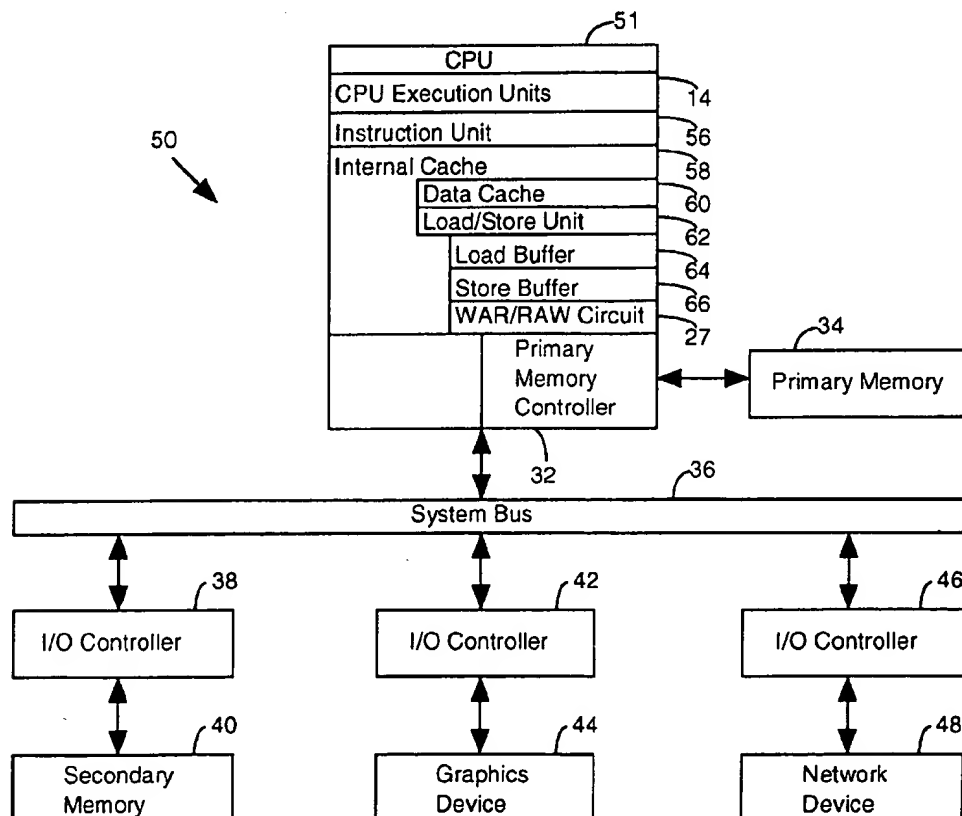 51
CPU
CPU Execution Units
14
Instruction Unit
56
50
Internal Cache
58
Data Cache
60
Load/Store Unit
62
Load Buffer
64
Store Buffer
66
WAR/RAW Circuit
27
Primary
Memory
Controller
34
Primary Memory
32
36
System Bus
38
42
46
I/O Controller
I/O Controller
I/O Controller
40
44
48
Secondary
Memory
Graphics
Device
Network
Device